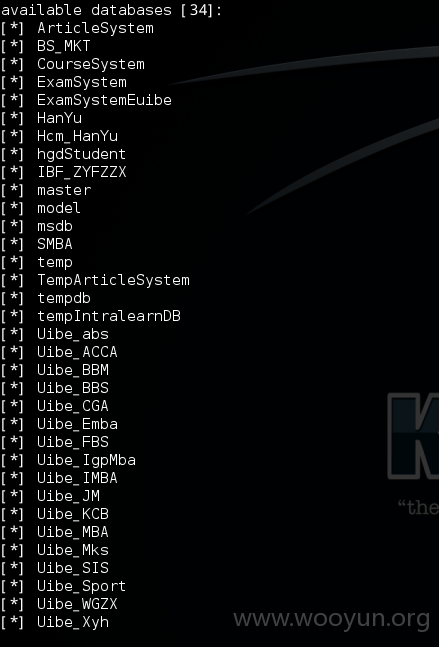 available databases [34]:
[*] ArticleSystem
[*] BS_MKT
[*] CourseSystem
[*] ExamSystem
[*] ExamSystemEuibe
[*] HanYu
[*] Hcm_HanYu
[*] hgdStudent
[*] IBF_ZYFZZX
[*] master
[*] model
[*] msdb
[*] SMBA
[*] temp
[*] TempArticleSystem
[*] tempdb
[*] tempIntralearnDB
[*] Uibe_abs
[*] Uibe_ACCA
[*] Uibe_BBM
[*] Uibe_BBS
[*] Uibe_CGA
[*] Uibe_Emba
[*] Uibe_FBS
[*] Uibe_IgpMba
[*] Uibe_IMBA
[*] Uibe_JM
[*] Uibe_KCB
[*] Uibe_MBA
[*] Uibe_Mks
[*] Uibe_SIS
[*] Uibe_Sport
[*] Uibe_WGZX
[*] Uibe_Xyh
K
“the
www.wooyun.org